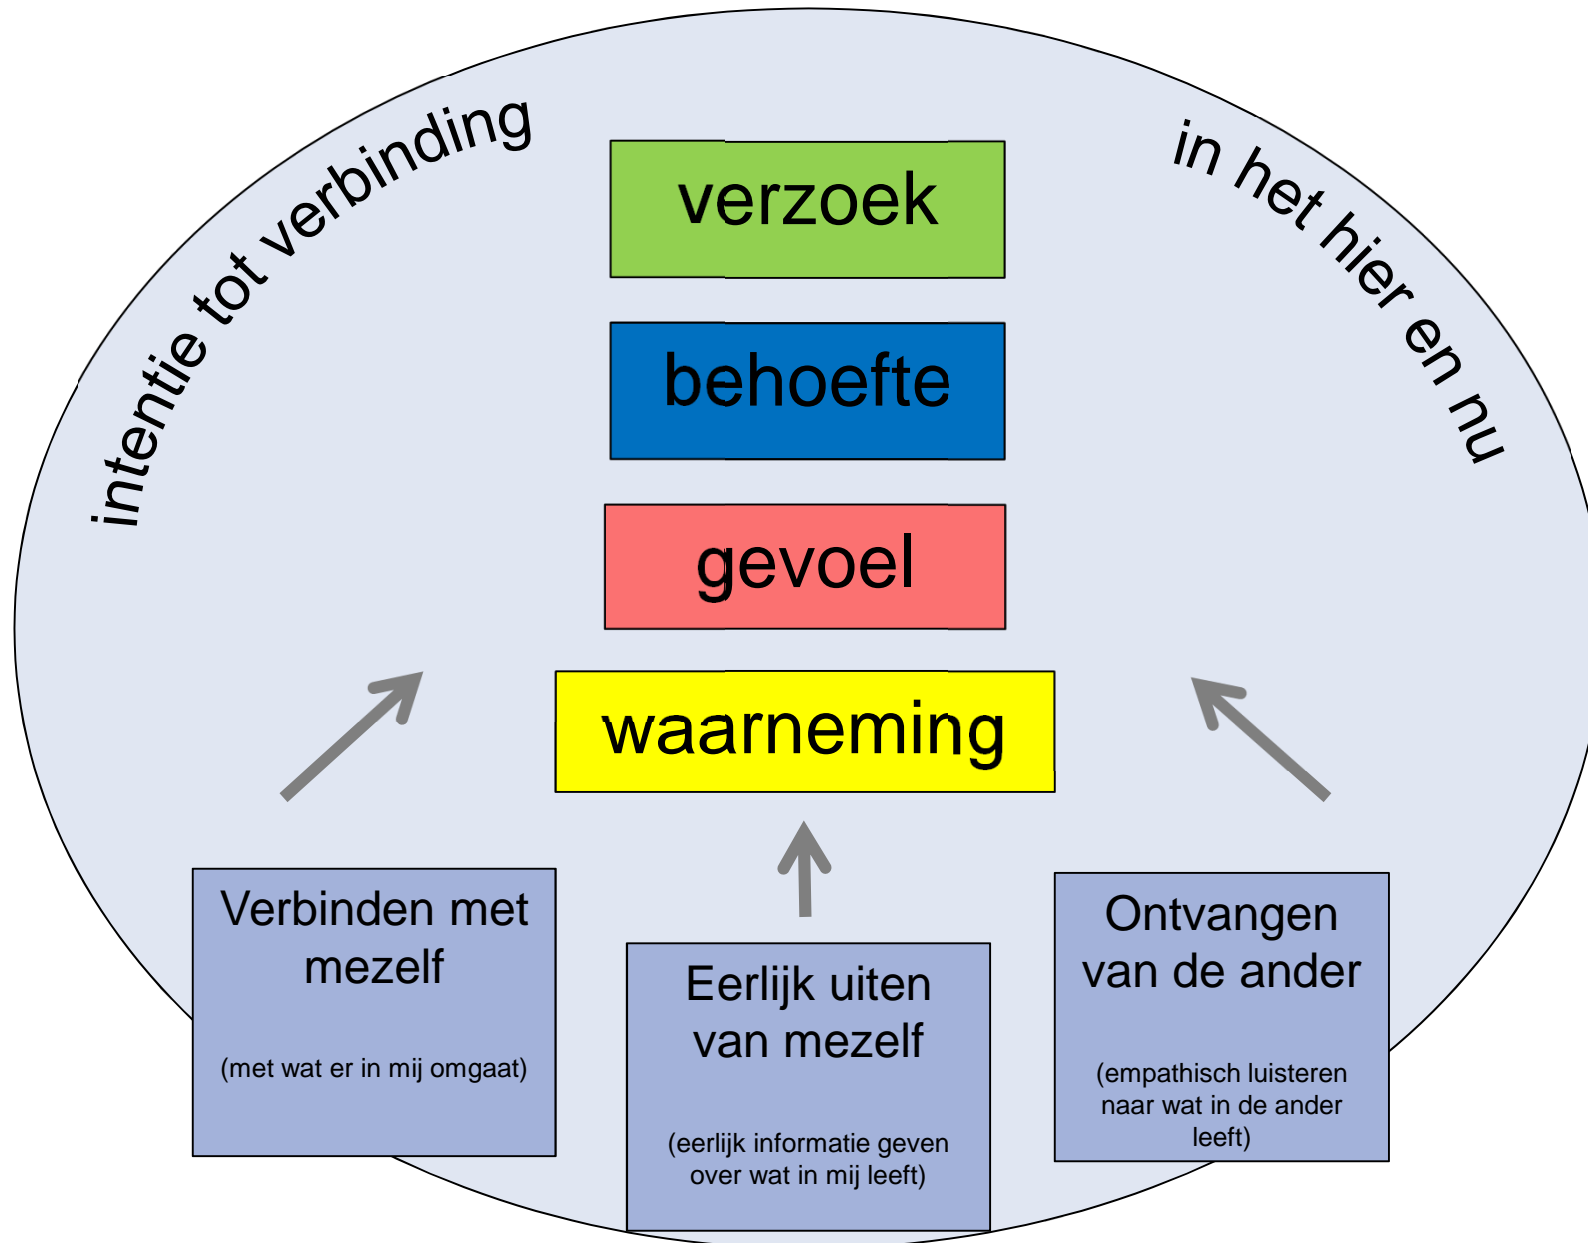 intentie tot verbinding
in het hier en nu
verzoek
behoefte
gevoel
waarneming
Verbinden met
mezelf
(met wat er in mij omgaat)
Eerlijk uiten
van mezelf
(eerlijk informatie geven
over wat in mij leeft)
Ontvangen
van de ander
(empathisch luisteren
naar wat in de ander
leeft)